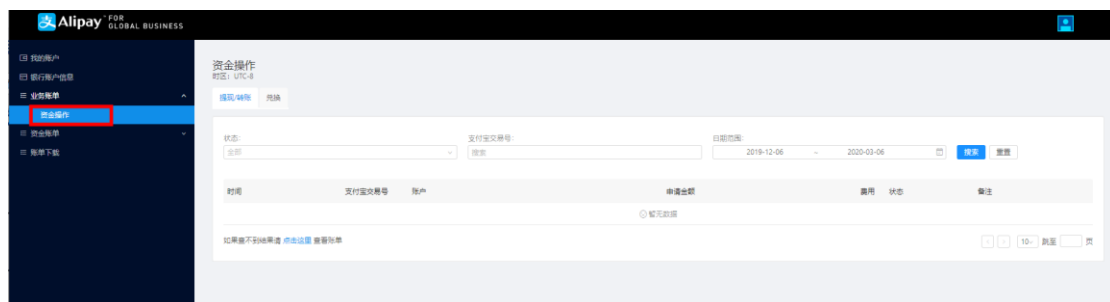 Alipay FOR GLOBAL BUSINESS
我的账户
银行账户信息
业务账单
资金操作
资金账单
账单下载
资金操作
时区：UTC-8
提现/转账 兑换
状态： 支付宝交易号： 日期范围：
全部 搜索 2019-12-06 ~ 2020-03-06 搜索 重置
时间 支付宝交易号 账户 申请金额 费用 状态 备注
暂无数据
如果查不到结果请 点击这里 查看账单
10 跳至 页